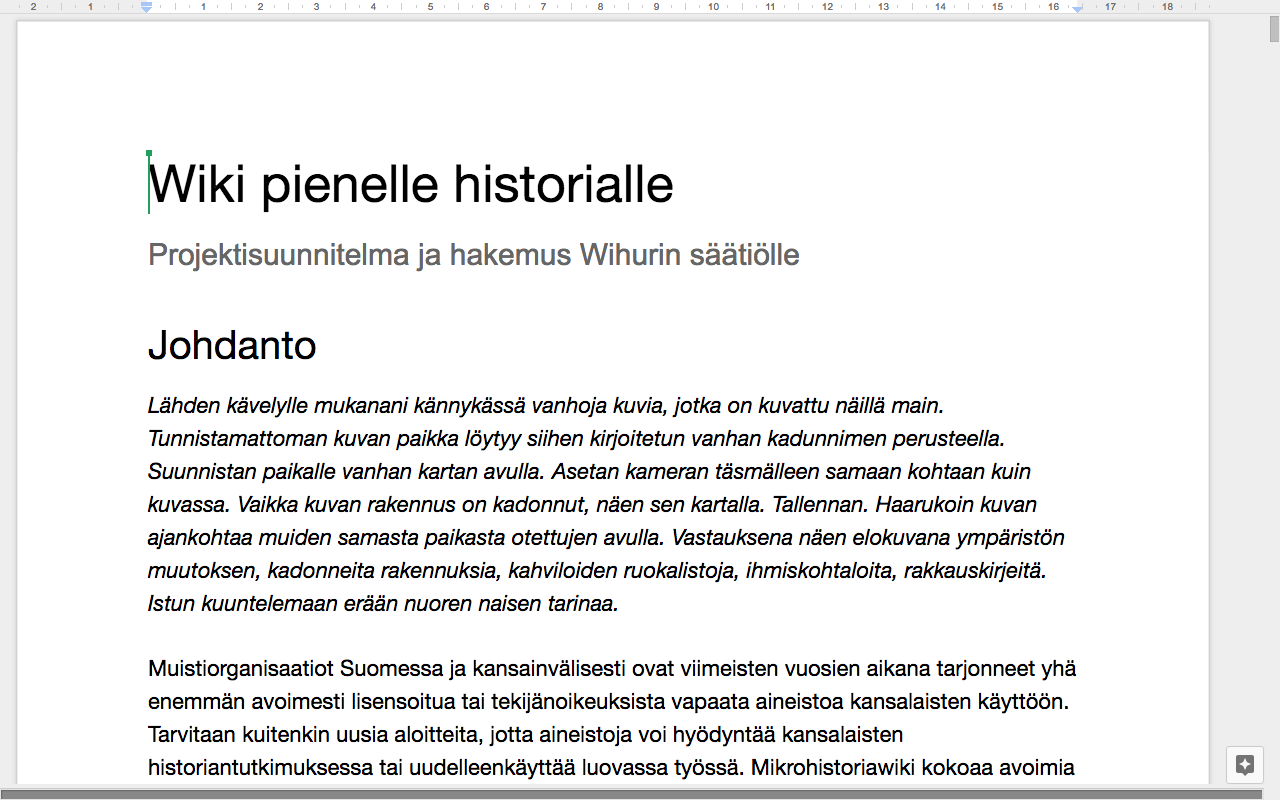 2 1 1 2 3 4 5 6 7 8 9 10 11 12 13 14 15 16 17 18
Wiki pienelle historialle
Projektisuunnitelma ja hakemus Wihurin säätiölle
Johdanto
Lähden kävelylle mukanani kännykässä vanhoja kuvia, jotka on kuvattu näillä main.
Tunnistamattoman kuvan paikka löytyy siihen kirjoitetun vanhan kadunnimen perusteella.
Suunnistan paikalle vanhan kartan avulla. Asetan kameran täsmälleen samaan kohtaan kuin
kuvassa. Vaikka kuvan rakennus on kadonnut, näen sen kartalla. Tallennan. Haarukoin kuvan
ajankohtaa muiden samasta paikasta otettujen avulla. Vastauksena näen elokuvana ympäristön
muutoksen, kadonneita rakennuksia, kahviloiden ruokalistoja, ihmiskohtaloita, rakkauskirjeitä.
Istun kuuntelemaan erään nuoren naisen tarinaa.
Muistiorganisaatiot Suomessa ja kansainvälisesti ovat viimeisten vuosien aikana tarjonneet yhä
enemmän avoimesti lisensoitua tai tekijänoikeuksista vapaata aineistoa kansalaisten käyttöön.
Tarvitaan kuitenkin uusia aloitteita, jotta aineistoja voi hyödyntää kansalaisten
historiantutkimuksessa tai uudelleenkäyttää luovassa työssä. Mikrohistoriawiki kokoaa avoimia